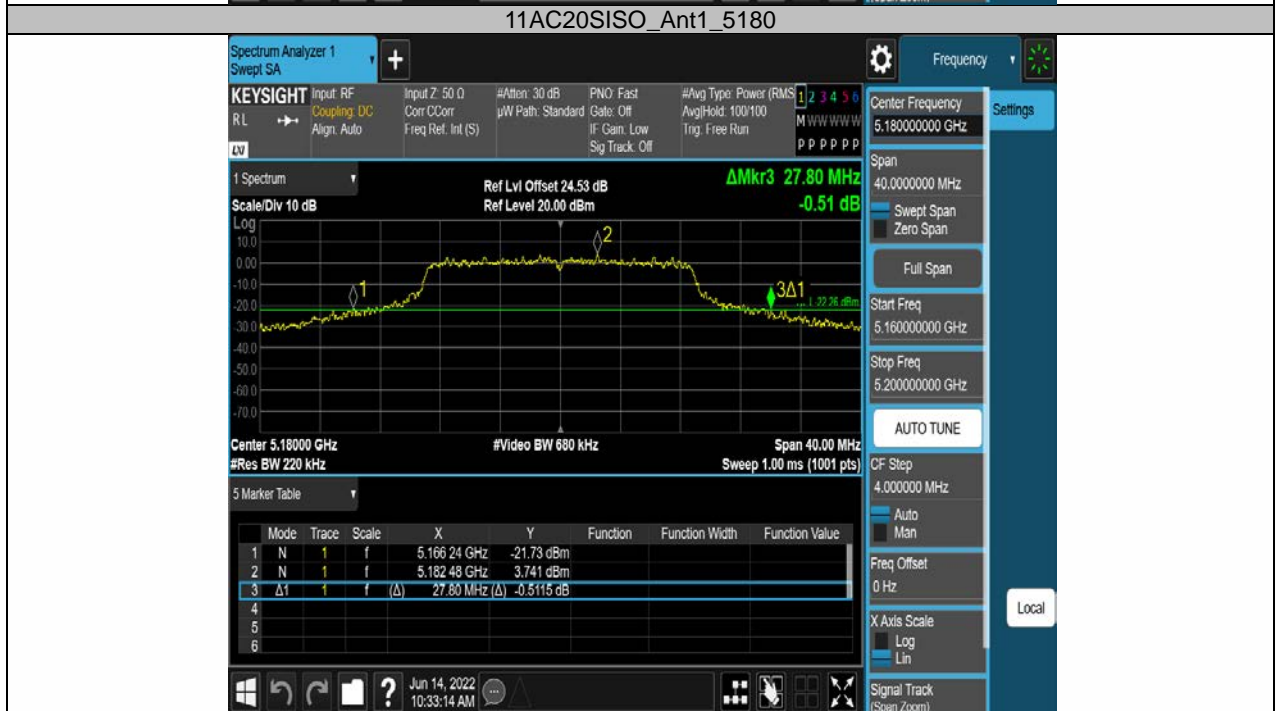 11AC20SISO_Ant1_5180
Spectrum Analyzer 1
Swept SA
+
Frequency
KEYSIGHT
RL
Input: RF
Coupling: DC
Align: Auto
Input Z: 50 Ω
Corr CCorr
Freq Ref: Int (S)
#Atten: 30 dB
µW Path: Standard
PNO: Fast
Gate: Off
IF Gain: Low
Sig Track: Off
#Avg Type: Power (RMS
Avg|Hold: 100/100
Trig: Free Run
1 2 3 4 5 6
M W W W W W
P P P P P P
LXI
Center Frequency
5.180000000 GHz
Settings
Span
40.0000000 MHz
Swept Span
Zero Span
Full Span
Start Freq
5.160000000 GHz
Stop Freq
5.200000000 GHz
AUTO TUNE
CF Step
4.000000 MHz
Auto
Man
Freq Offset
0 Hz
X Axis Scale
Log
Lin
Signal Track
(Span Zoom)
Local
1 Spectrum
Scale/Div 10 dB
Ref Lvl Offset 24.53 dB
Ref Level 20.00 dBm
ΔMkr3 27.80 MHz
-0.51 dB
Log
10.0
0.00
-10.0
-20.0
-30.0
-40.0
-50.0
-60.0
-70.0
1
2
3Δ1
-22.26 dBm
Center 5.18000 GHz
#Video BW 680 kHz
Span 40.00 MHz
#Res BW 220 kHz
Sweep 1.00 ms (1001 pts)
5 Marker Table
Mode Trace Scale X Y Function Function Width Function Value
1 N 1 f 5.166 24 GHz -21.73 dBm
2 N 1 f 5.182 48 GHz 3.741 dBm
3 Δ1 1 f (Δ) 27.80 MHz (Δ) -0.5115 dB
4
5
6
?
Jun 14, 2022
10:33:14 AM